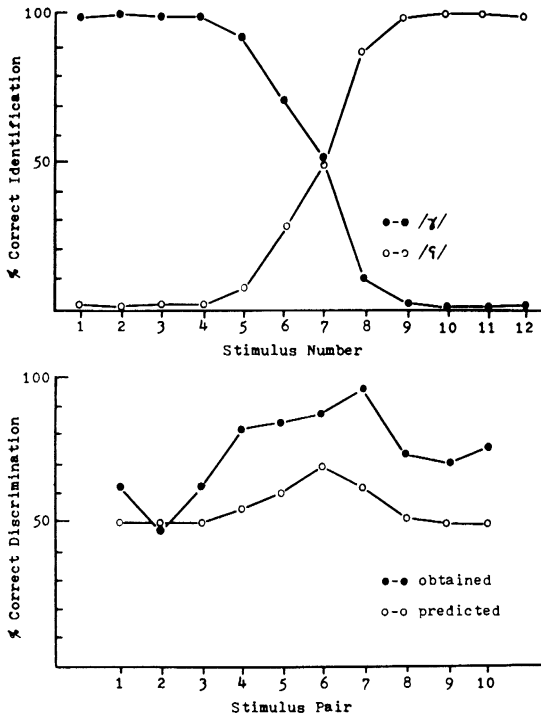 100
50
% Correct Identification
●-● /ɣ/
○-○ /ʕ/
1 2 3 4 5 6 7 8 9 10 11 12
Stimulus Number
100
50
% Correct Discrimination
●-● obtained
○-○ predicted
1 2 3 4 5 6 7 8 9 10
Stimulus Pair